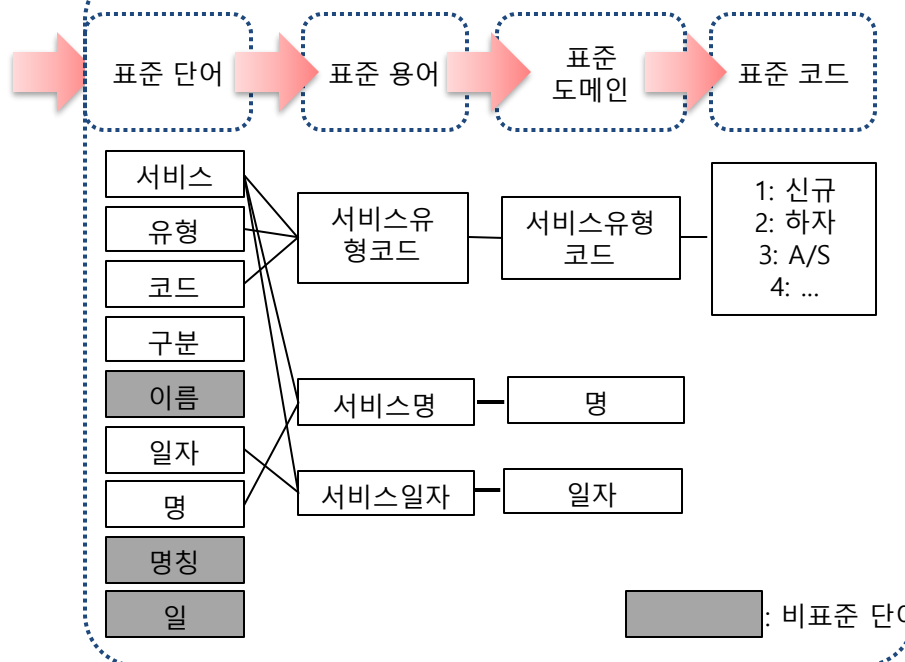 표준 단어
표준 용어
표준
도메인
표준 코드
서비스
유형
코드
구분
이름
일자
명
명칭
일
서비스유
형코드
서비스명
서비스일자
서비스유형
코드
명
일자
1: 신규
2: 하자
3: A/S
4: ...
: 비표준